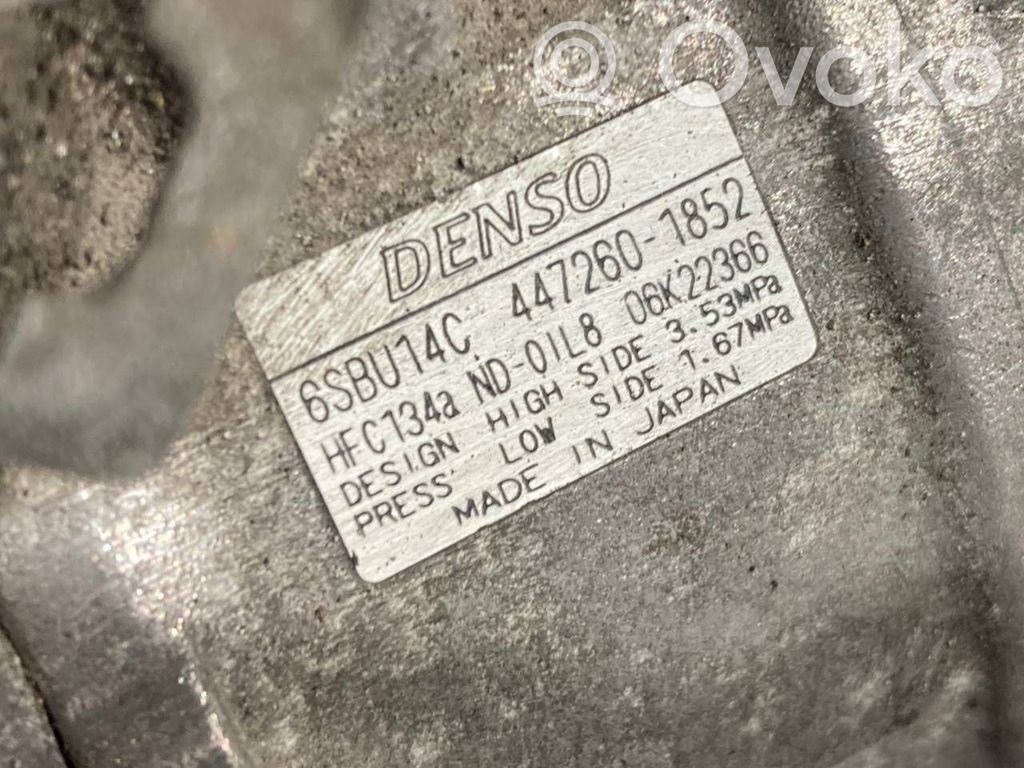 Ovoko
DENSO
6SBU14C 447260-1852
HFC134a ND-OIL8 06K22366
DESIGN HIGH SIDE 3.53MPa
PRESS. LOW SIDE 1.67MPa
MADE IN JAPAN